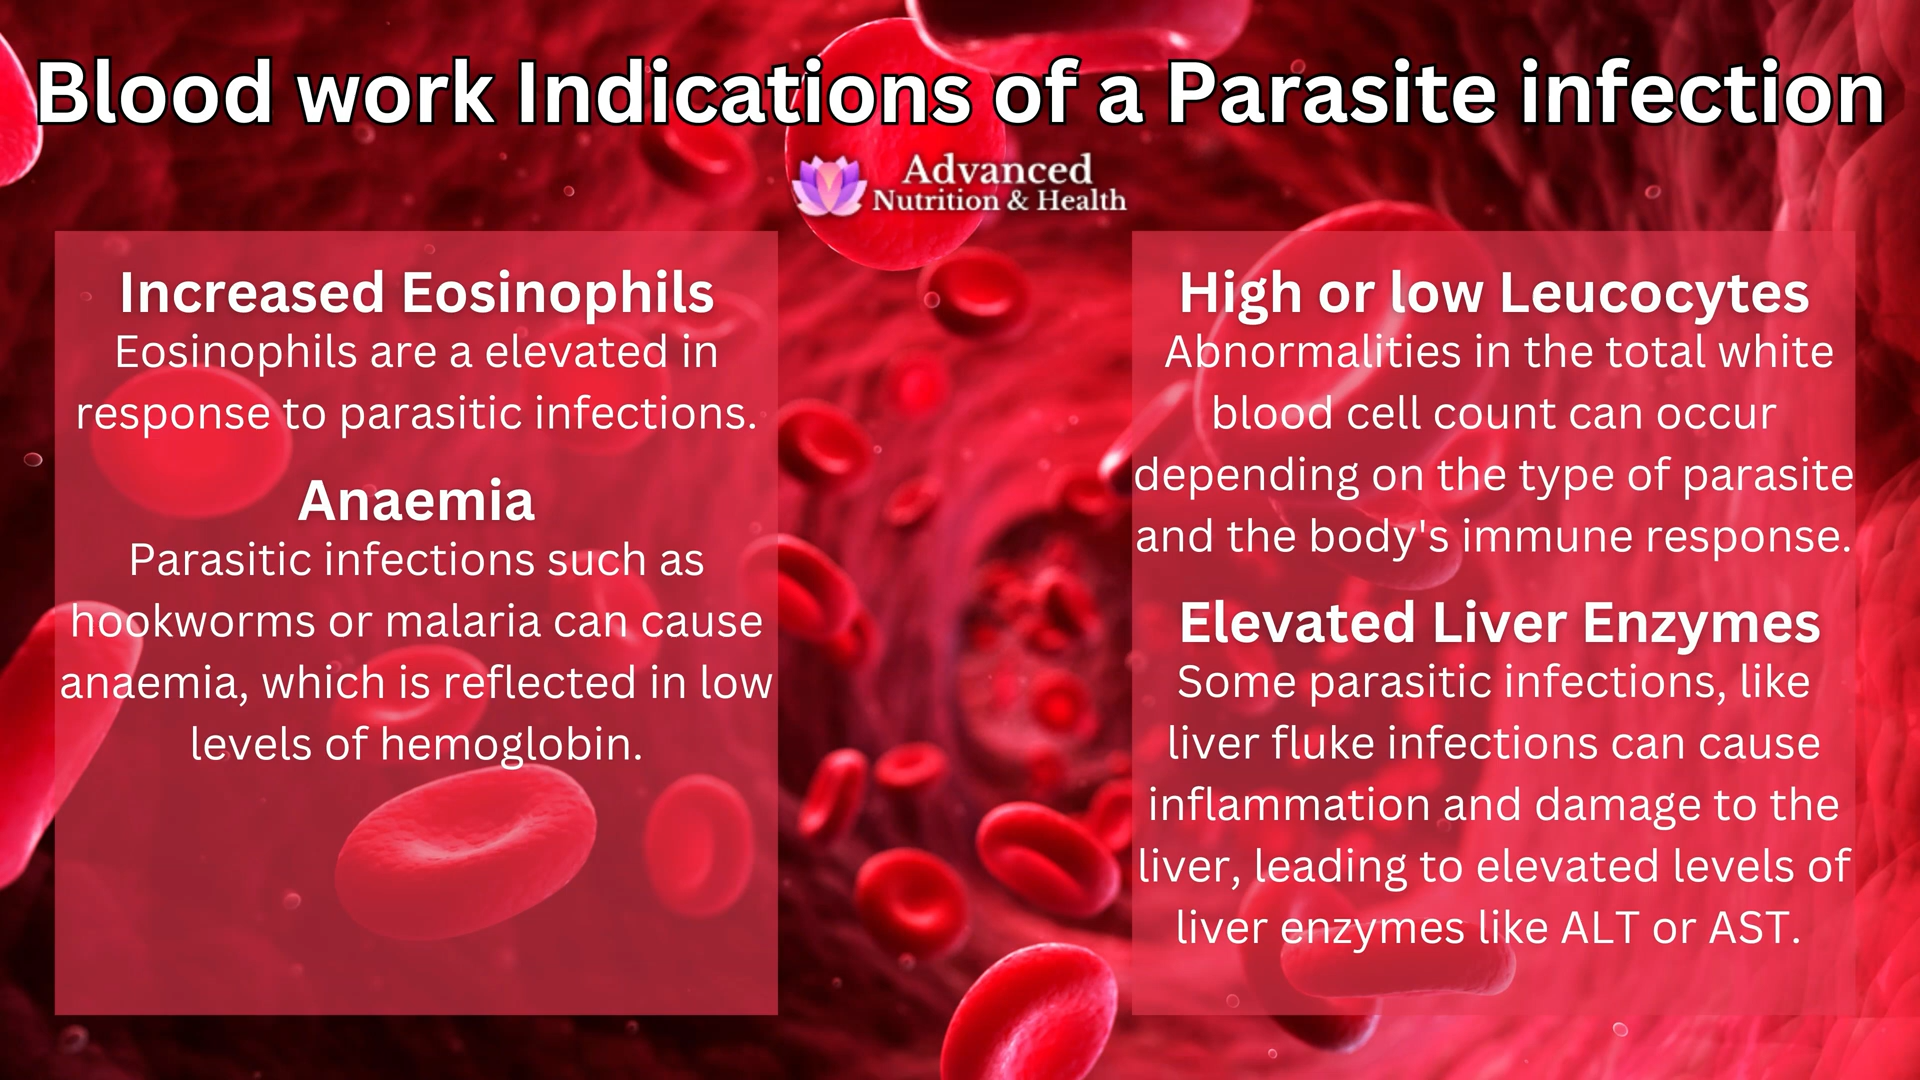 Blood work Indications of a Parasite infection
Advanced
Nutrition & Health
Increased Eosinophils
Eosinophils are a elevated in
response to parasitic infections.
Anaemia
Parasitic infections such as
hookworms or malaria can cause
anaemia, which is reflected in low
levels of hemoglobin.
High or low Leucocytes
Abnormalities in the total white
blood cell count can occur
depending on the type of parasite
and the body's immune response.
Elevated Liver Enzymes
Some parasitic infections, like
liver fluke infections can cause
inflammation and damage to the
liver, leading to elevated levels of
liver enzymes like ALT or AST.